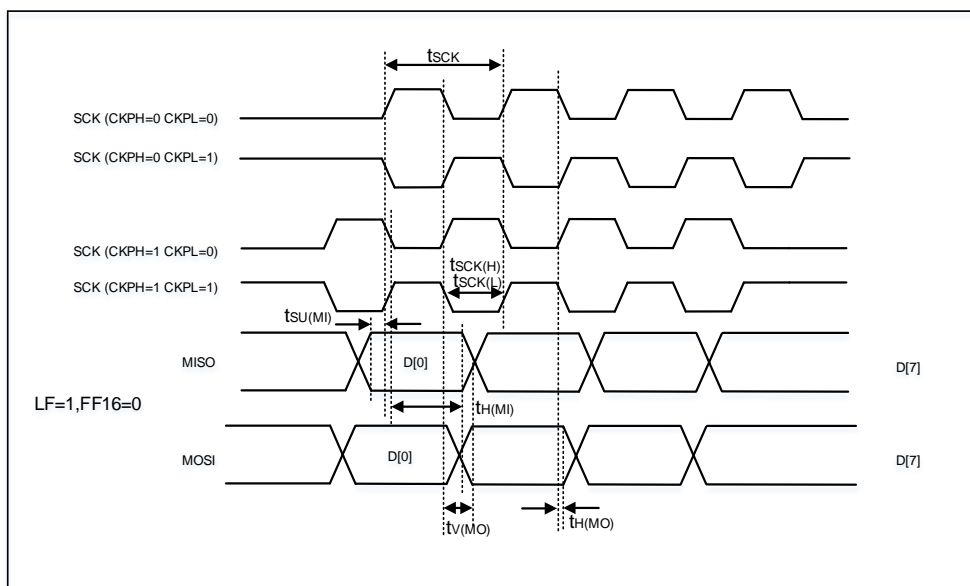 tSCK
SCK (CKPH=0 CKPL=0)
SCK (CKPH=0 CKPL=1)
SCK (CKPH=1 CKPL=0)
tSCK(H)
tSCK(L)
SCK (CKPH=1 CKPL=1)
tSU(MI)
MISO
D[0]
D[7]
LF=1,FF16=0
tH(MI)
MOSI
D[0]
D[7]
tV(MO)
tH(MO)